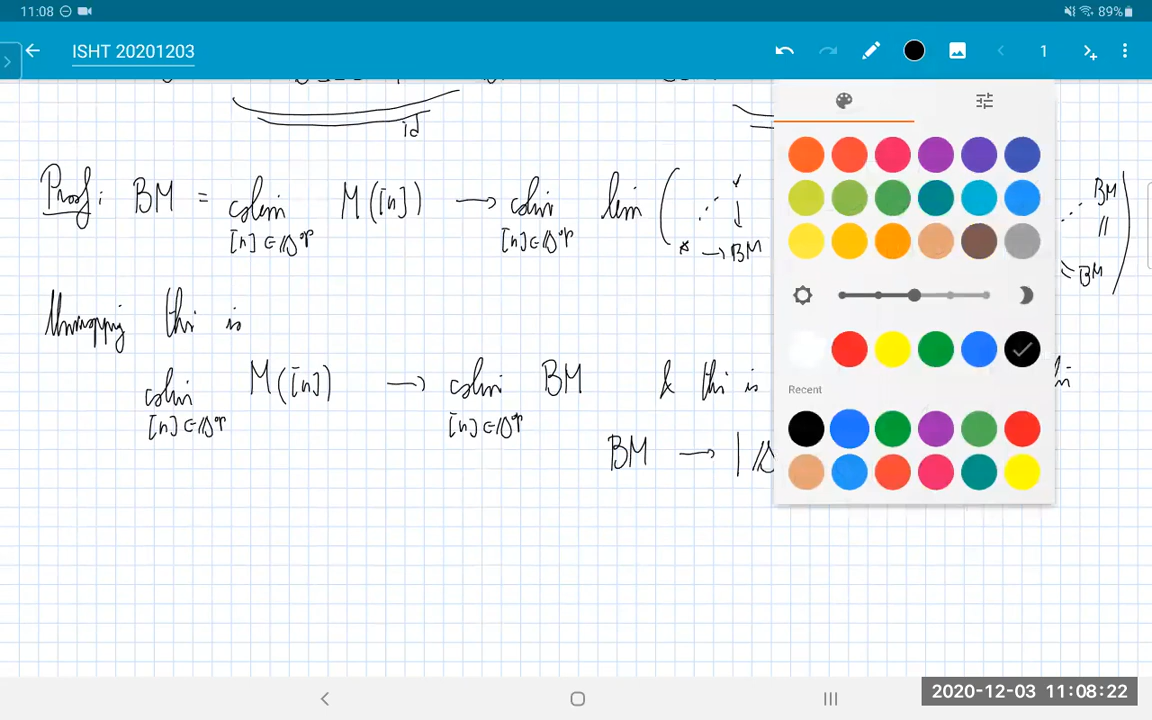 11:08 89%
ISHT 20201203 1
id
Proof: BM = colim M([n]) → colim lim ( ⋰ ↓ ⋰ BM )
[n]∈Δ^op [n]∈Δ^op * → BM = BM
Unwrapping this is
colim M([n]) → colim BM & this is
[n]∈Δ^op [n]∈Δ^op
BM → |Δ
Recent
2020-12-03 11:08:22